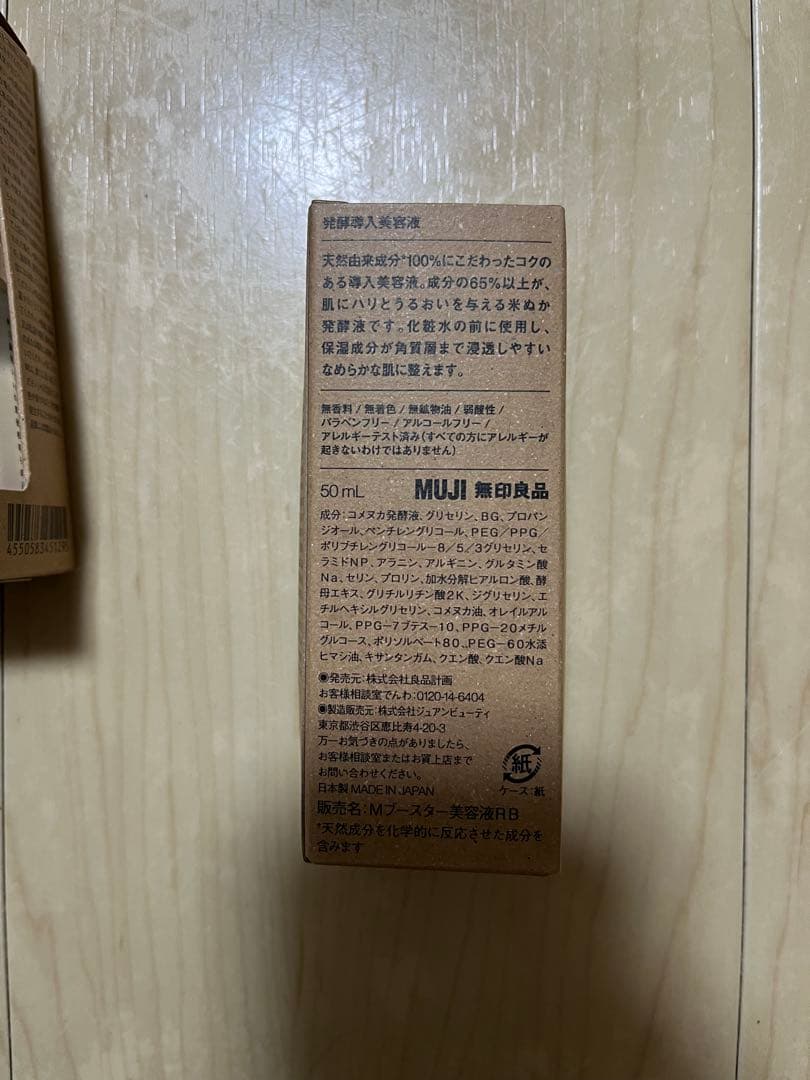 発酵導入美容液
天然由来成分*100%にこだわったコクの
ある導入美容液。成分の65%以上が、
肌にハリとうるおいを与える米ぬか
発酵液です。化粧水の前に使用し、
保湿成分が角質層まで浸透しやすい
なめらかな肌に整えます。
無香料/無着色/無鉱物油/弱酸性/
パラベンフリー/アルコールフリー/
アレルギーテスト済み(すべての方にアレルギーが
起きないわけではありません)
50mL MUJI 無印良品
成分:コメヌカ発酵液、グリセリン、BG、プロパン
ジオール、ペンチレングリコール、PEG/PPG/
ポリブチレングリコールー8/5/3グリセリン、セ
ラミドNP、アラニン、アルギニン、グルタミン酸
Na、セリン、プロリン、加水分解ヒアルロン酸、酵
母エキス、グリチルリチン酸2K、ジグリセリン、エ
チルヘキシルグリセリン、コメヌカ油、オレイルアル
コール、PPG-7ブテス-10、PPG-20メチル
グルコース、ポリソルベート80、PEG-60水添
ヒマシ油、キサンタンガム、クエン酸、クエン酸Na
◉発売元:株式会社良品計画
お客様相談室でんわ:0120-14-6404
◉製造販売元:株式会社ジュアンビューティ
東京都渋谷区恵比寿4-20-3
万一お気づきの点がありましたら、
お客様相談室またはお買上店まで
お問い合わせください。
日本製 MADE IN JAPAN
紙
ケース:紙
販売名:Mブースター美容液RB
*天然成分を化学的に反応させた成分を
含みます